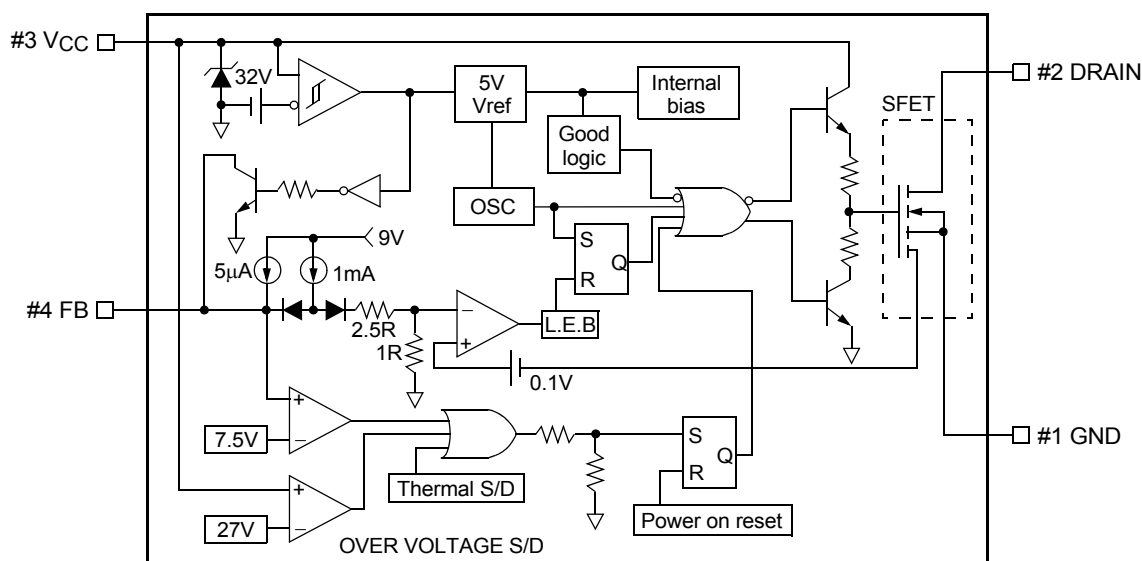 #3 VCC
32V
5V
Vref
Internal
bias
#2 DRAIN
SFET
Good
logic
OSC
S
R
Q
9V
5μA
1mA
#4 FB
2.5R
1R
−
+
L.E.B
0.1V
+
−
7.5V
Thermal S/D
S
R
Q
#1 GND
+
−
27V
Power on reset
OVER VOLTAGE S/D